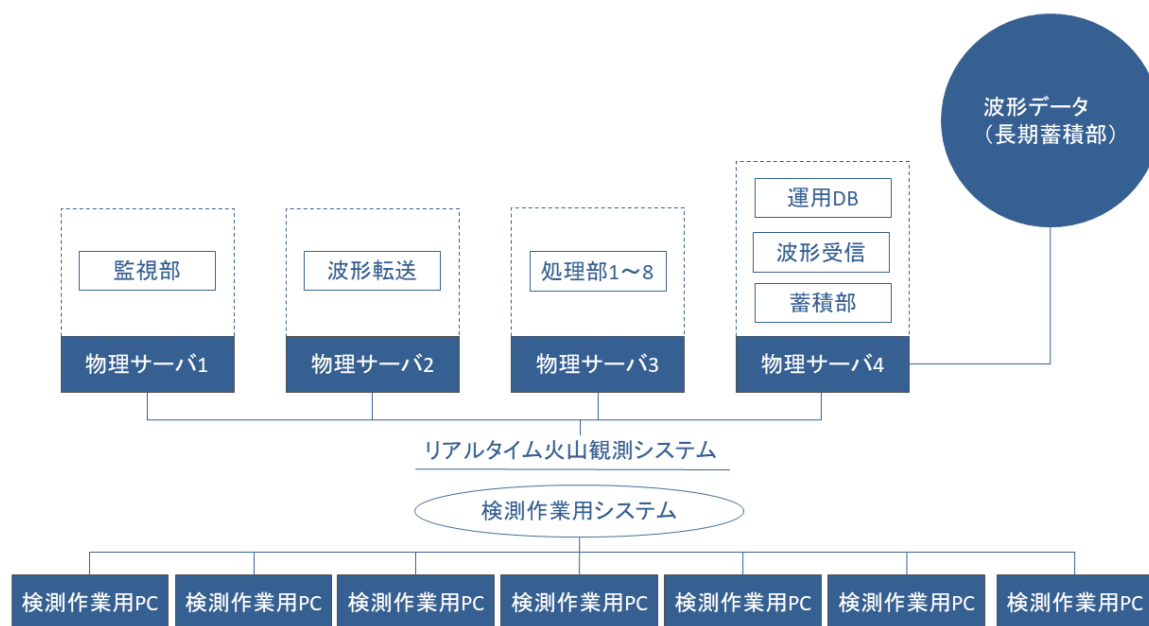 波形データ
（長期蓄積部）
運用DB
監視部
波形転送
処理部1～8
波形受信
蓄積部
物理サーバ1
物理サーバ2
物理サーバ3
物理サーバ4
リアルタイム火山観測システム
検測作業用システム
検測作業用PC
検測作業用PC
検測作業用PC
検測作業用PC
検測作業用PC
検測作業用PC
検測作業用PC